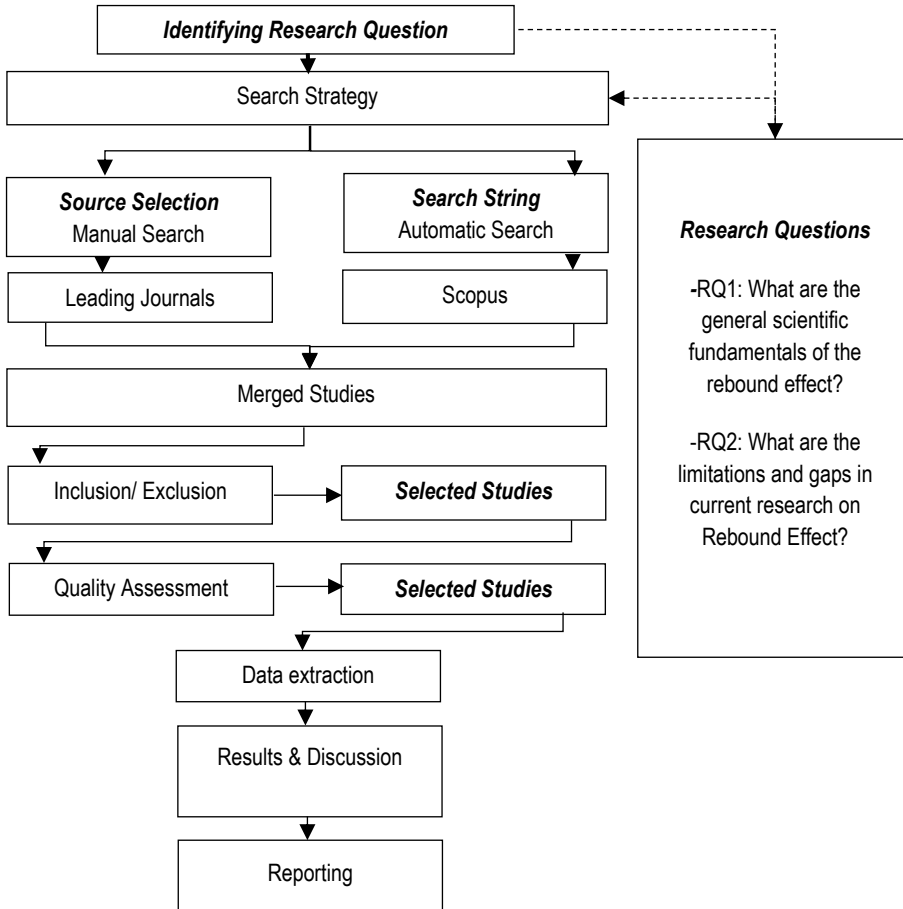 Identifying Research Question
Search Strategy
Source Selection
Manual Search
Search String
Automatic Search
Leading Journals
Scopus
Merged Studies
Inclusion/ Exclusion
Selected Studies
Quality Assessment
Selected Studies
Data extraction
Results & Discussion
Reporting
Research Questions
-RQ1: What are the
general scientific
fundamentals of the
rebound effect?
-RQ2: What are the
limitations and gaps in
current research on
Rebound Effect?